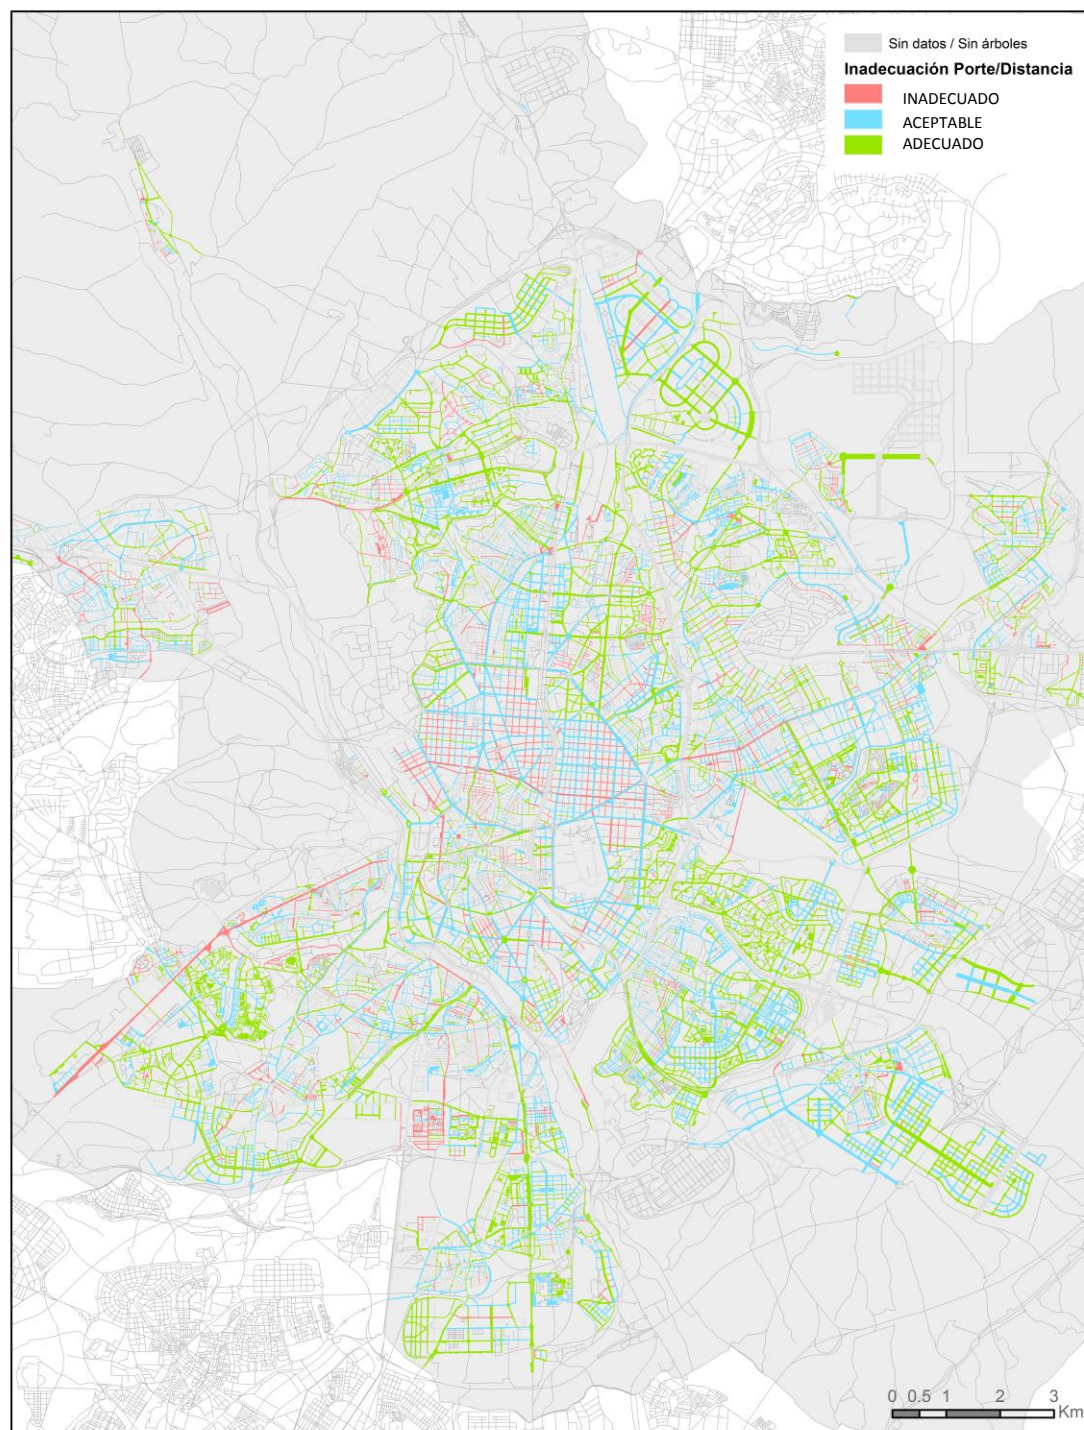 Sin datos / Sin árboles
Inadecuación Porte/Distancia
INADECUADO
ACEPTABLE
ADECUADO
0 0.5 1 2 3
Km